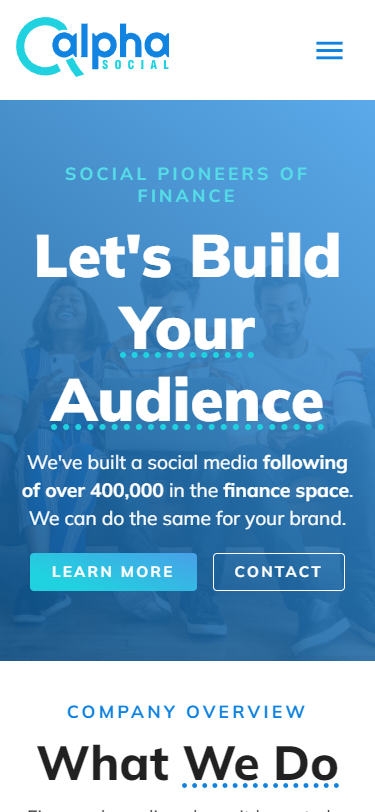 alpha
SOCIAL
SOCIAL PIONEERS OF
FINANCE
Let's Build
Your
Audience
We've built a social media following
of over 400,000 in the finance space.
We can do the same for your brand.
LEARN MORE
CONTACT
COMPANY OVERVIEW
What We Do